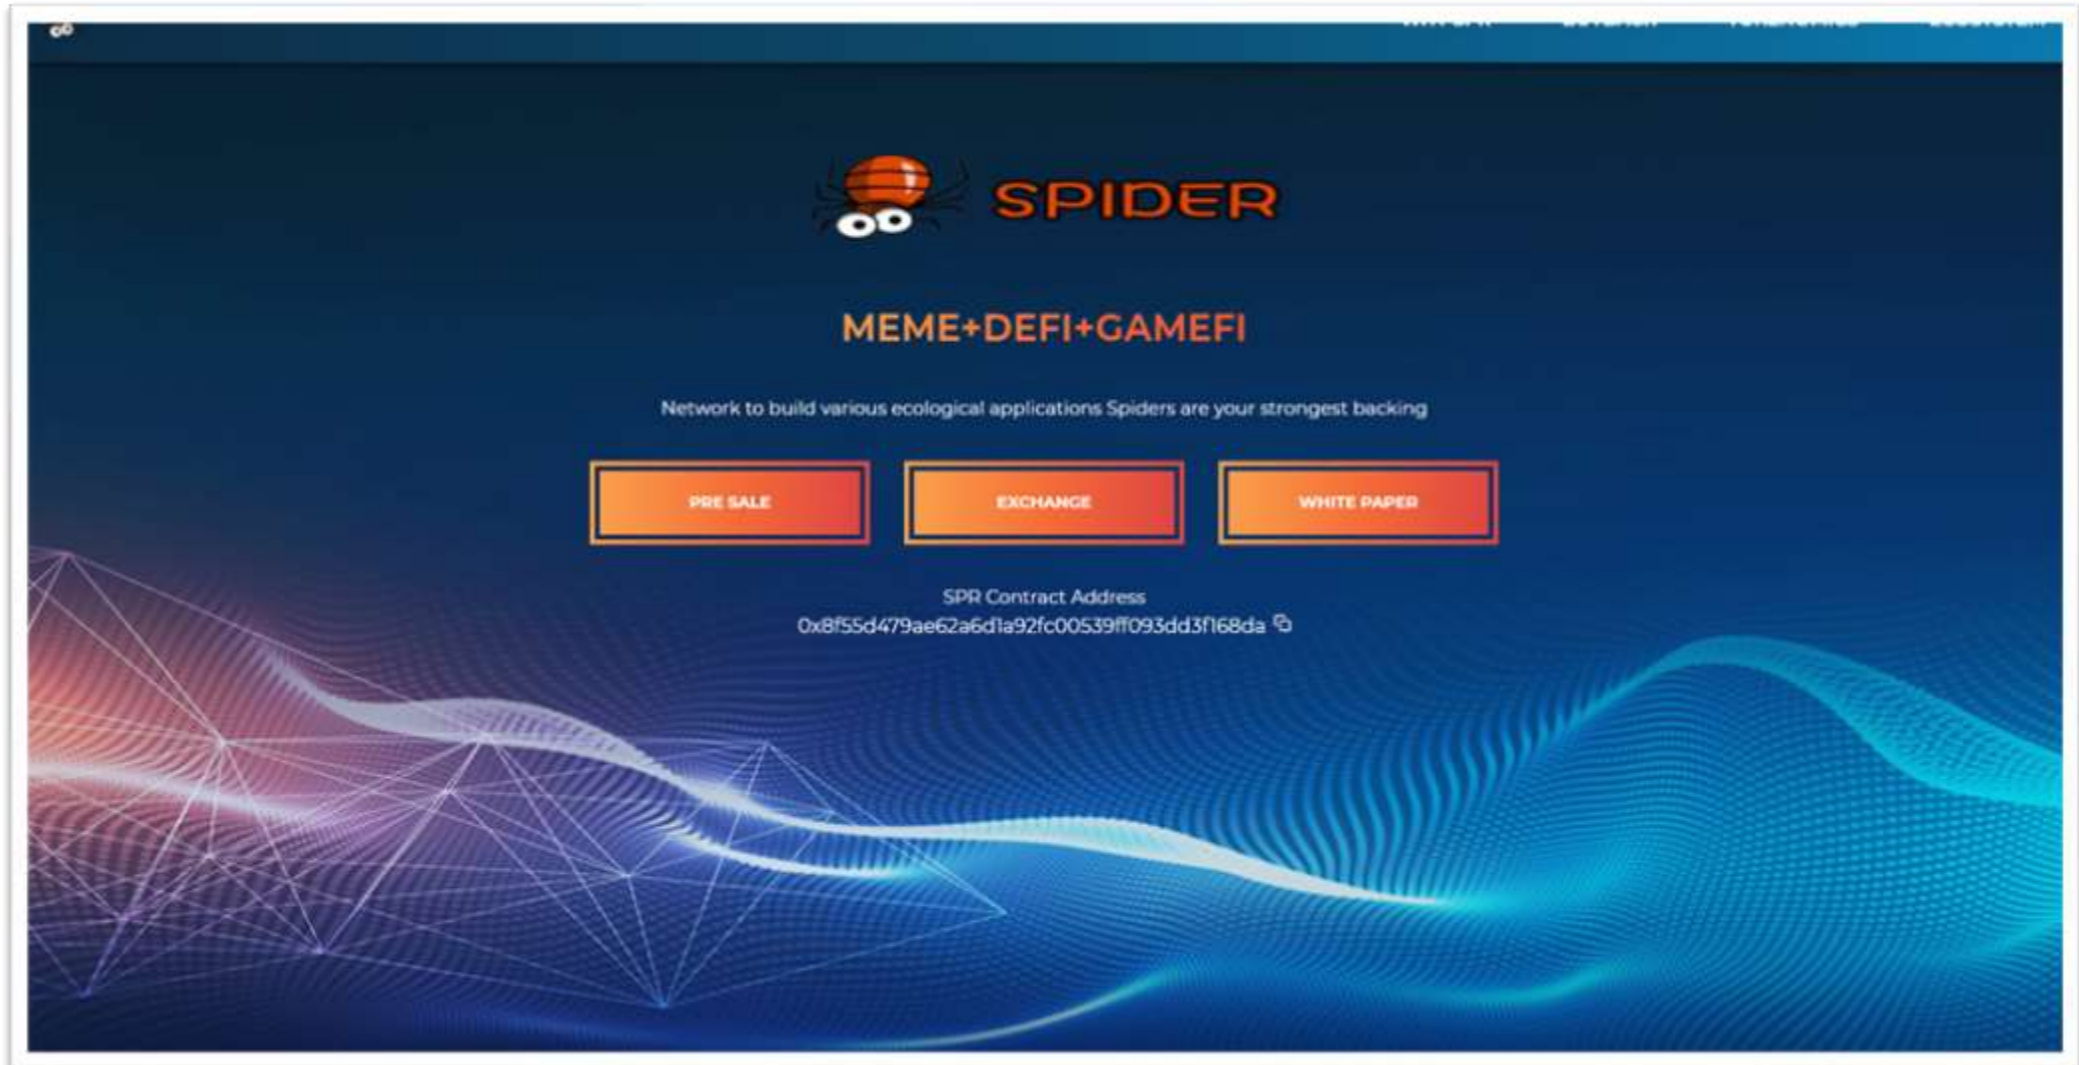 SPIDER
MEME+DEFI+GAMEFI
Network to build various ecological applications Spiders are your strongest backing
PRE SALE
EXCHANGE
WHITE PAPER
SPR Contract Address
0x8f55d479ae62a6d1a92fc00539ff093dd3f168da